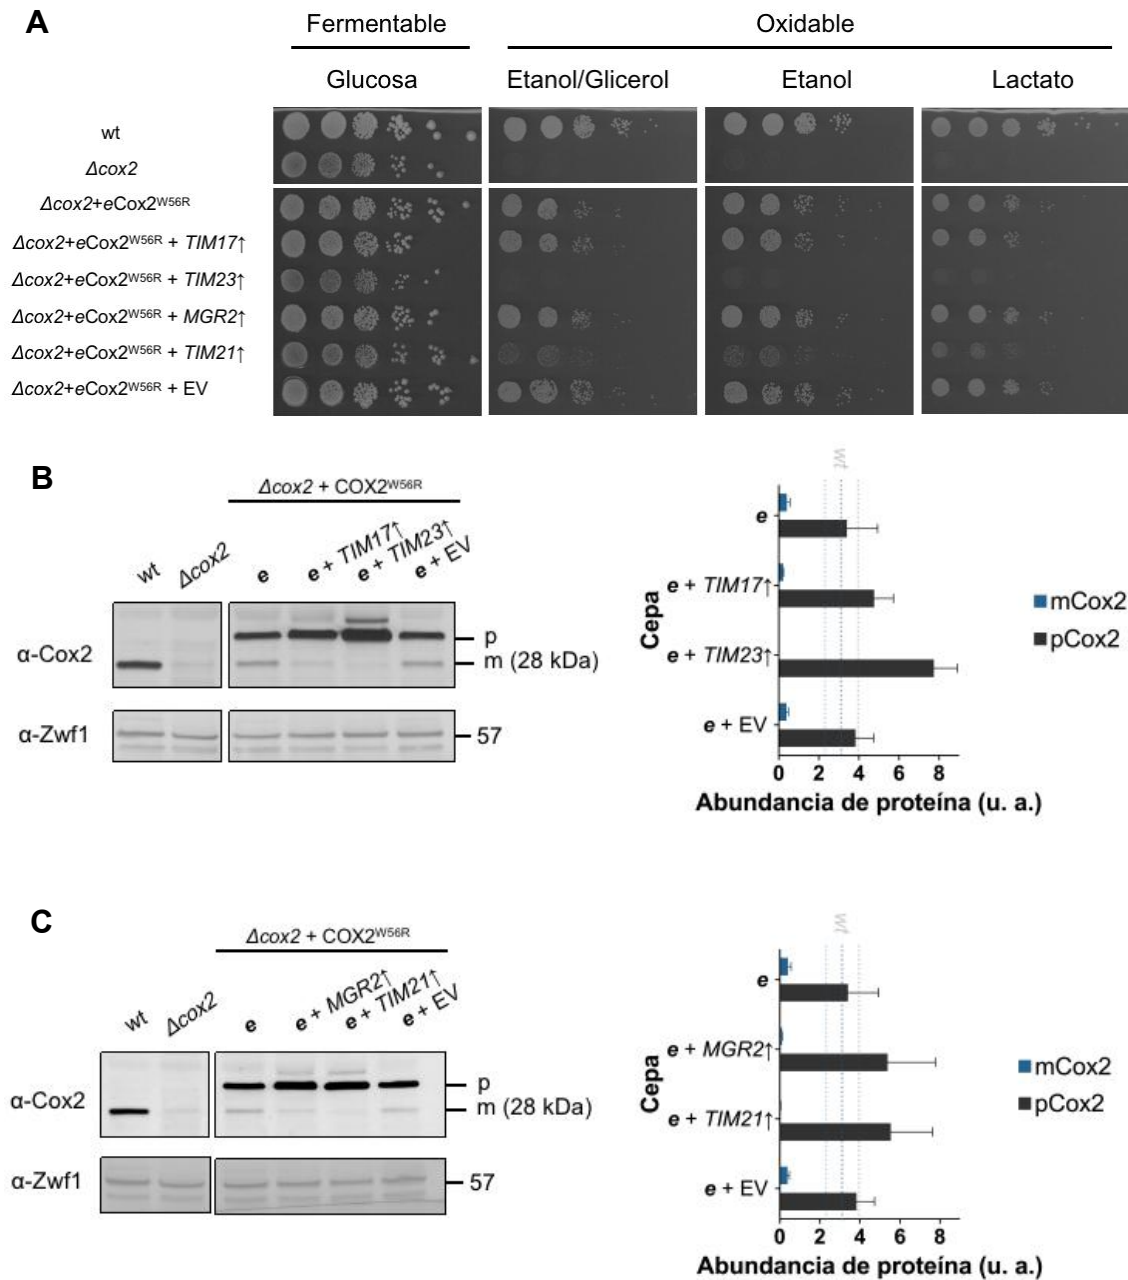 A
Fermentable Oxidable
Glucosa Etanol/Glicerol Etanol Lactato
wt
Δcox2
Δcox2+eCox2W56R
Δcox2+eCox2W56R + TIM17↑
Δcox2+eCox2W56R + TIM23↑
Δcox2+eCox2W56R + MGR2↑
Δcox2+eCox2W56R + TIM21↑
Δcox2+eCox2W56R + EV
B
Δcox2 + COX2W56R
wt Δcox2 e e + TIM17↑ e + TIM23↑ e + EV
α-Cox2
p
m (28 kDa)
α-Zwf1
57
wt
Cepa
e
e + TIM17↑
e + TIM23↑
e + EV
0 2 4 6 8
Abundancia de proteína (u. a.)
mCox2
pCox2
C
Δcox2 + COX2W56R
wt Δcox2 e e + MGR2↑ e + TIM21↑ e + EV
α-Cox2
p
m (28 kDa)
α-Zwf1
57
wt
Cepa
e
e + MGR2↑
e + TIM21↑
e + EV
0 2 4 6 8
Abundancia de proteína (u. a.)
mCox2
pCox2